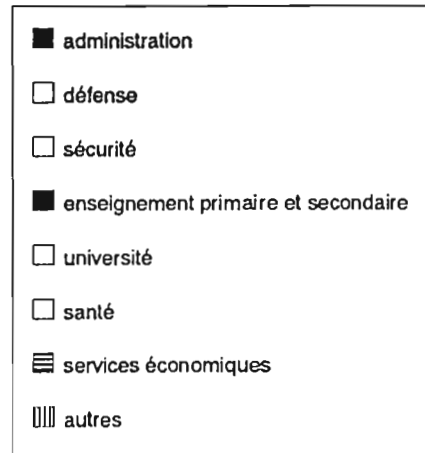 administration
défense
sécurité
enseignement primaire et secondaire
université
santé
services économiques
autres